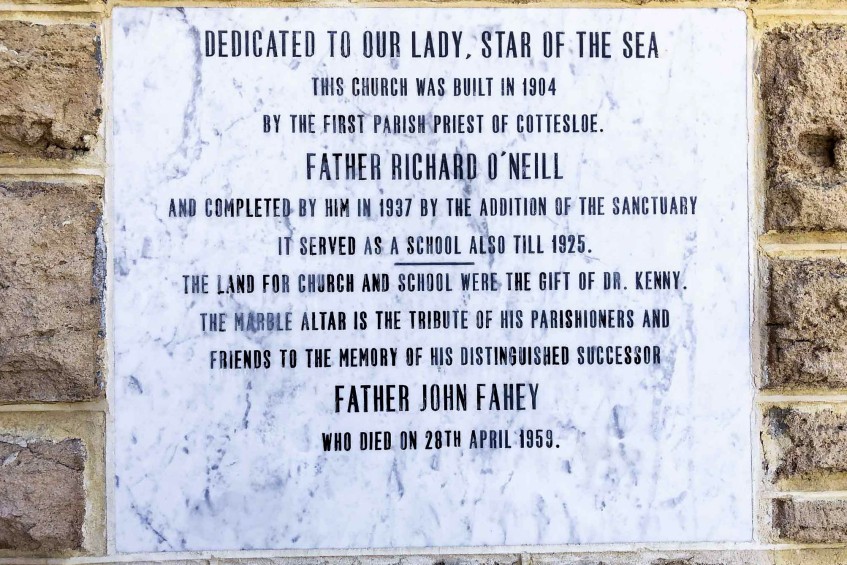 DEDICATED TO OUR LADY, STAR OF THE SEA
THIS CHURCH WAS BUILT IN 1904
BY THE FIRST PARISH PRIEST OF COTTESLOE.
FATHER RICHARD O'NEILL
AND COMPLETED BY HIM IN 1937 BY THE ADDITION OF THE SANCTUARY
IT SERVED AS A SCHOOL ALSO TILL 1925.
THE LAND FOR CHURCH AND SCHOOL WERE THE GIFT OF DR. KENNY.
THE MARBLE ALTAR IS THE TRIBUTE OF HIS PARISHIONERS AND
FRIENDS TO THE MEMORY OF HIS DISTINGUISHED SUCCESSOR
FATHER JOHN FAHEY
WHO DIED ON 28TH APRIL 1959.